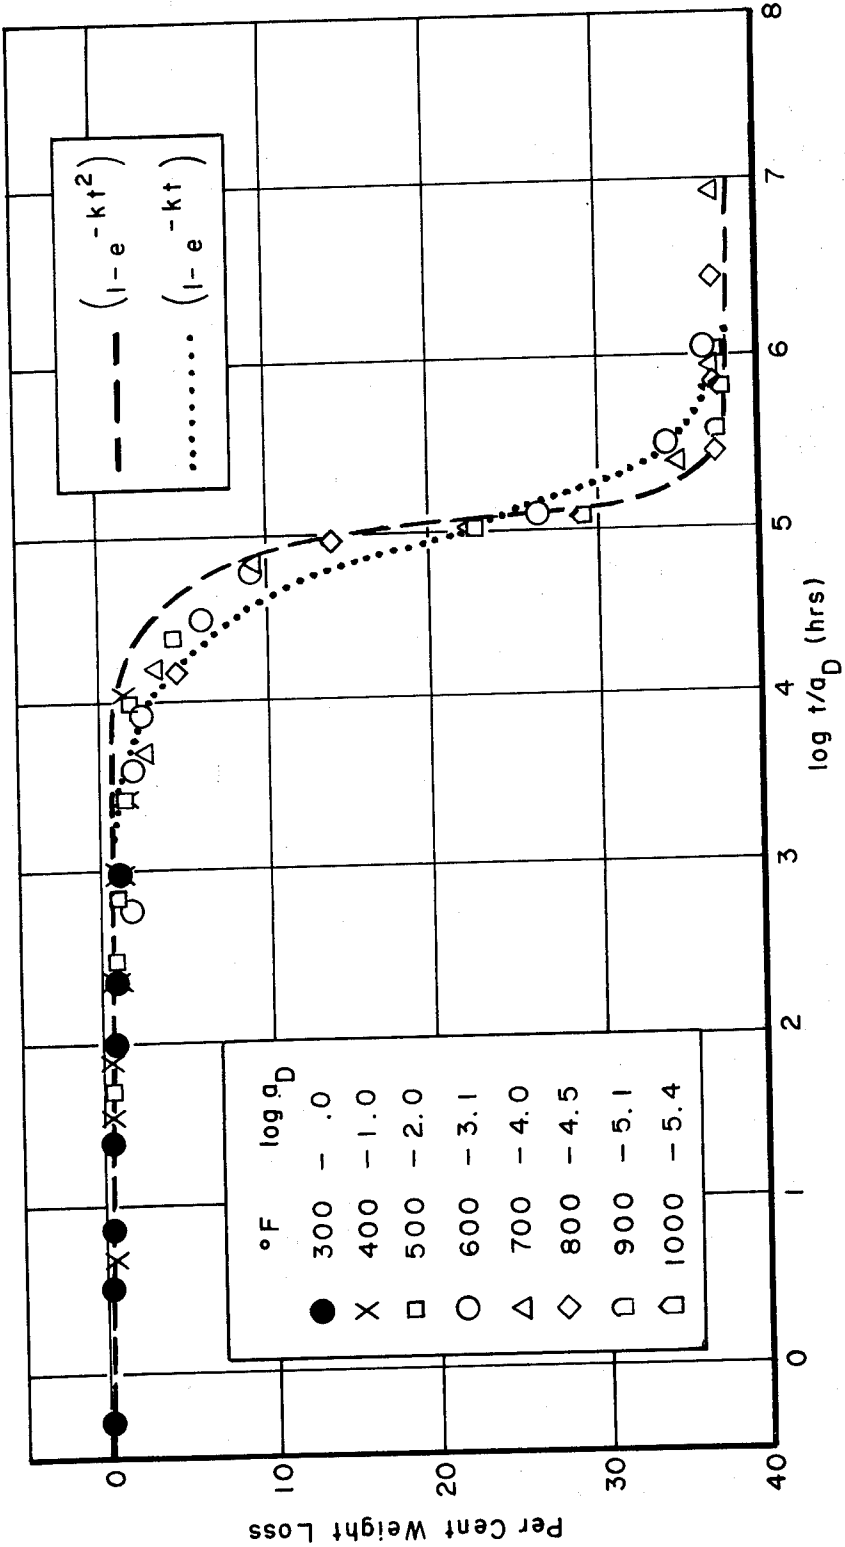 (1- e -kt²)
(1- e -kt)
°F log aD
300 - .0
400 - 1.0
500 - 2.0
600 - 3.1
700 - 4.0
800 - 4.5
900 - 5.1
1000 - 5.4
Per Cent Weight Loss
0
10
20
30
40
0 1 2 3 4 5 6 7 8
log t/aD (hrs)